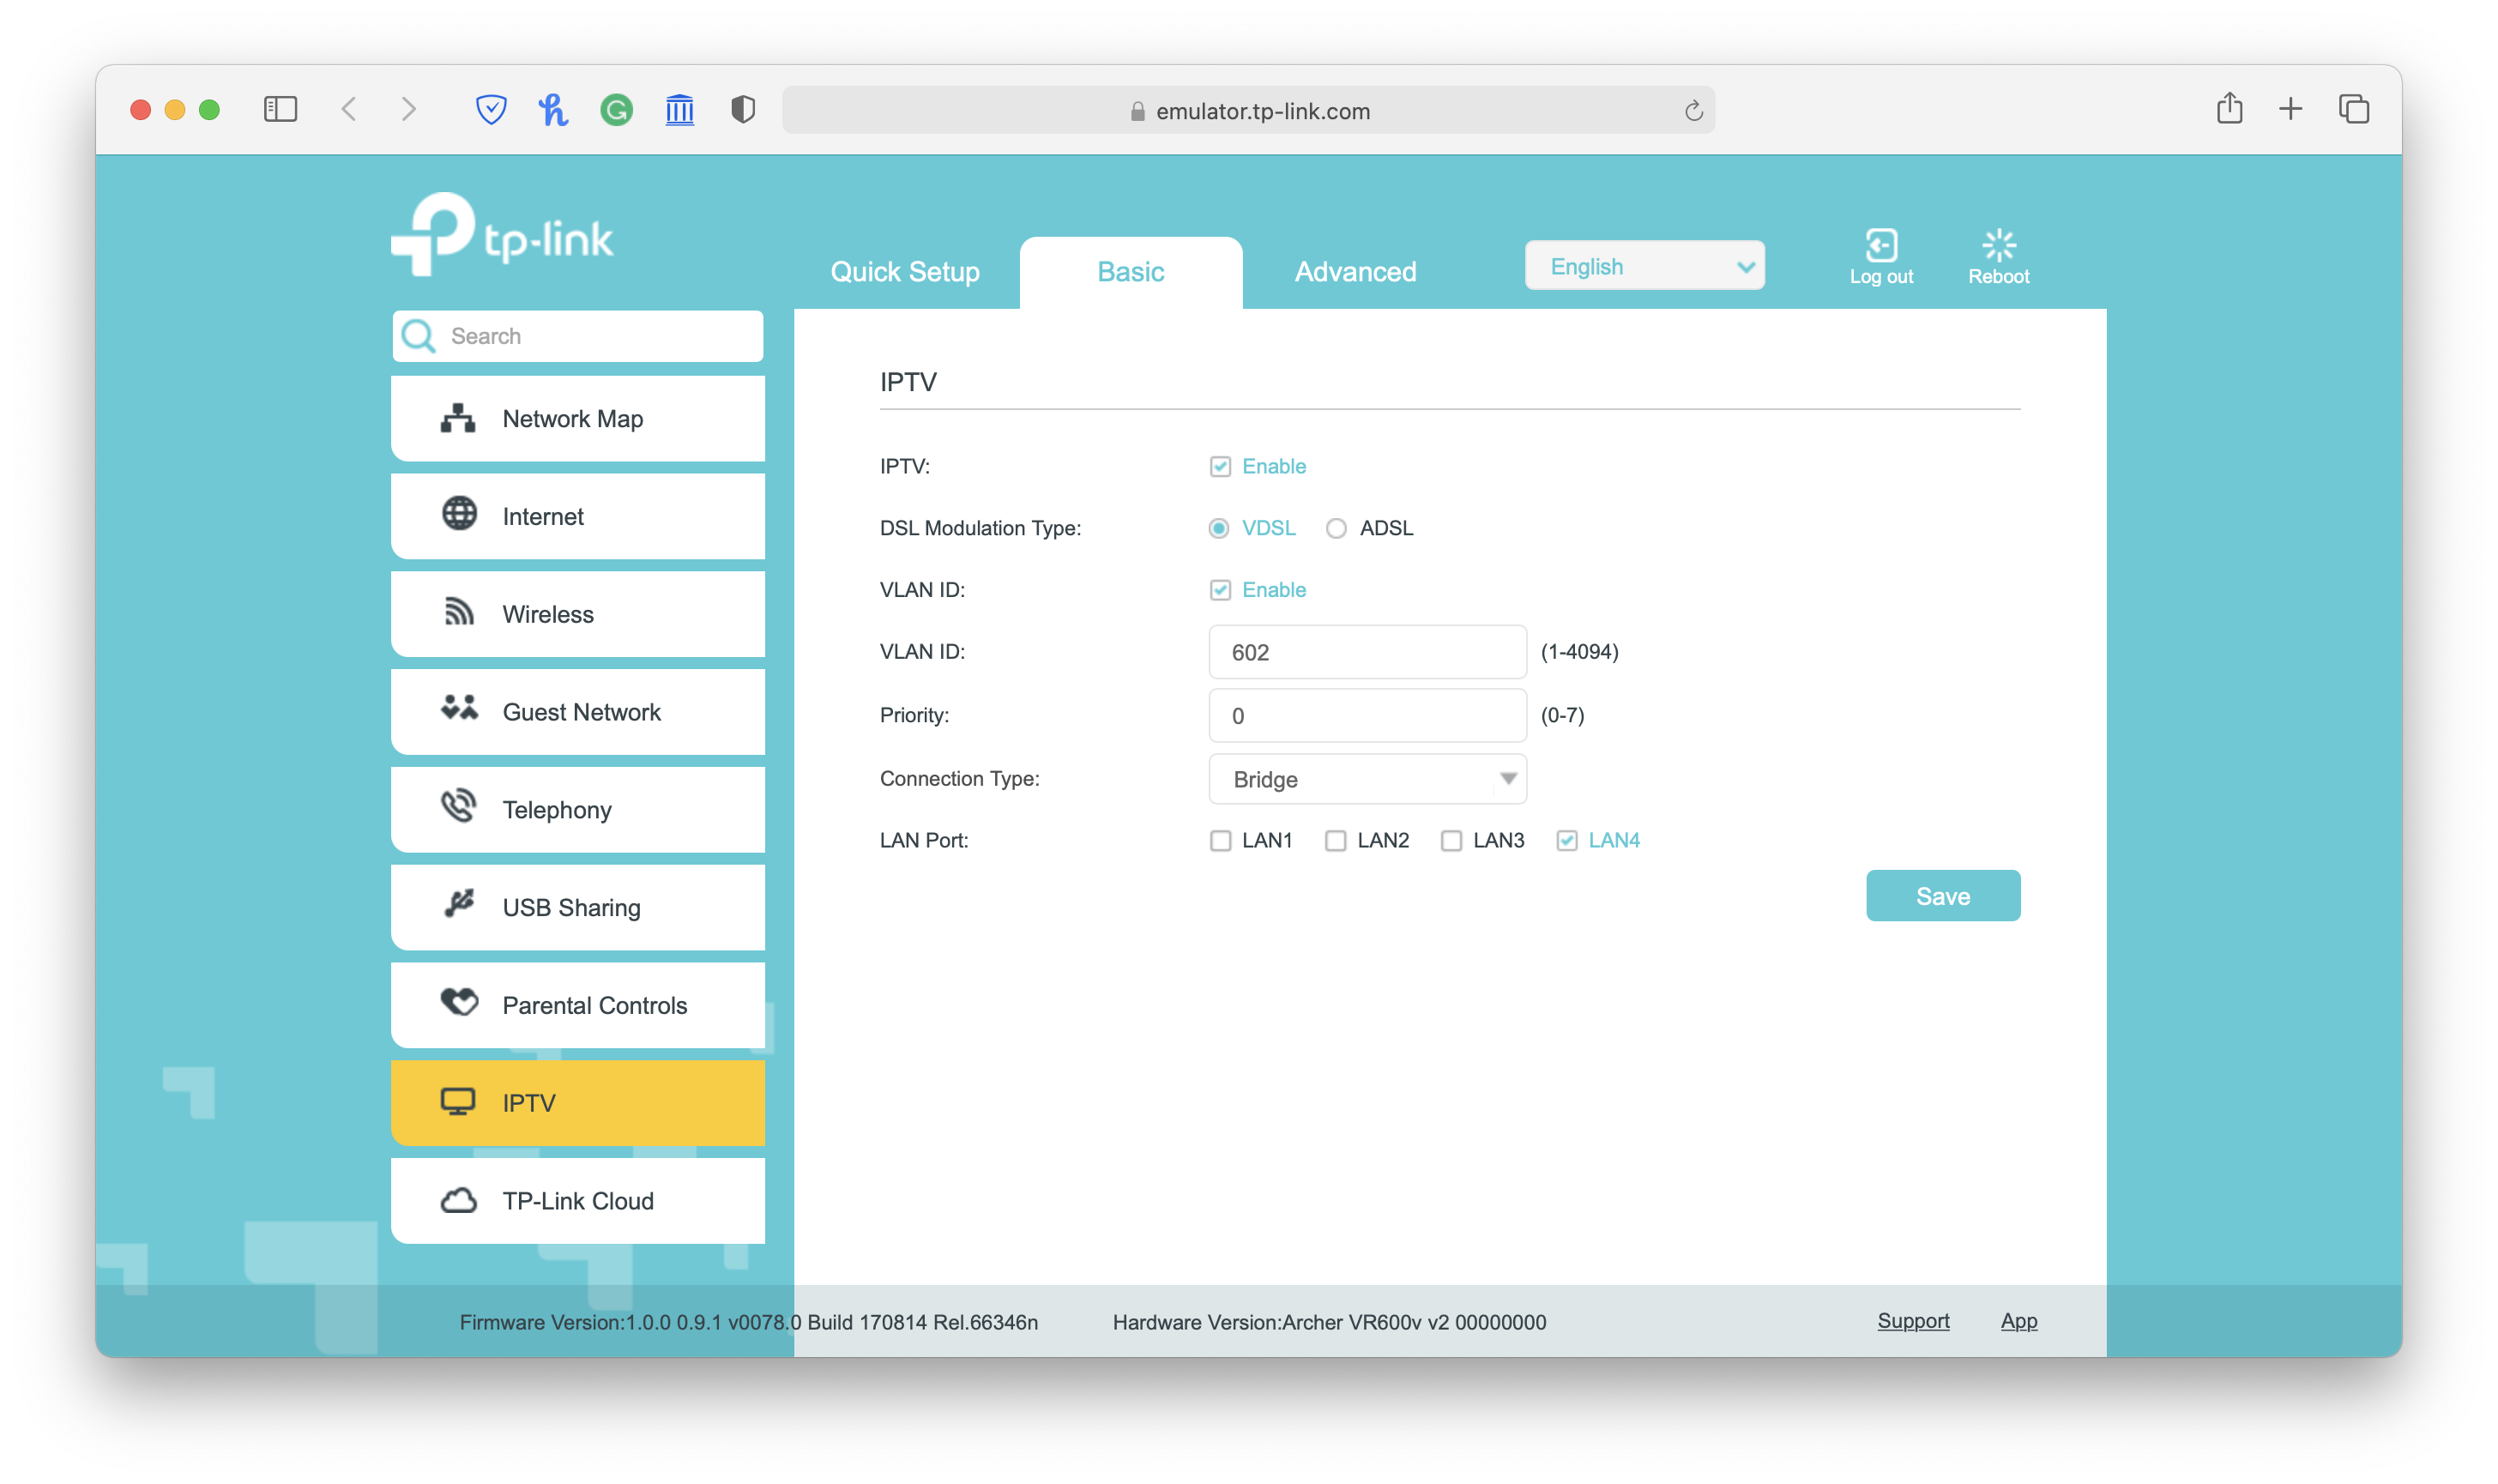 emulator.tp-link.com
tp-link
Quick Setup
Basic
Advanced
English
Log out
Reboot
Search
Network Map
Internet
Wireless
Guest Network
Telephony
USB Sharing
Parental Controls
IPTV
TP-Link Cloud
IPTV
IPTV: Enable
DSL Modulation Type: VDSL ADSL
VLAN ID: Enable
VLAN ID: 602 (1-4094)
Priority: 0 (0-7)
Connection Type: Bridge
LAN Port: LAN1 LAN2 LAN3 LAN4
Save
Firmware Version:1.0.0 0.9.1 v0078.0 Build 170814 Rel.66346n Hardware Version:Archer VR600v v2 00000000 Support App